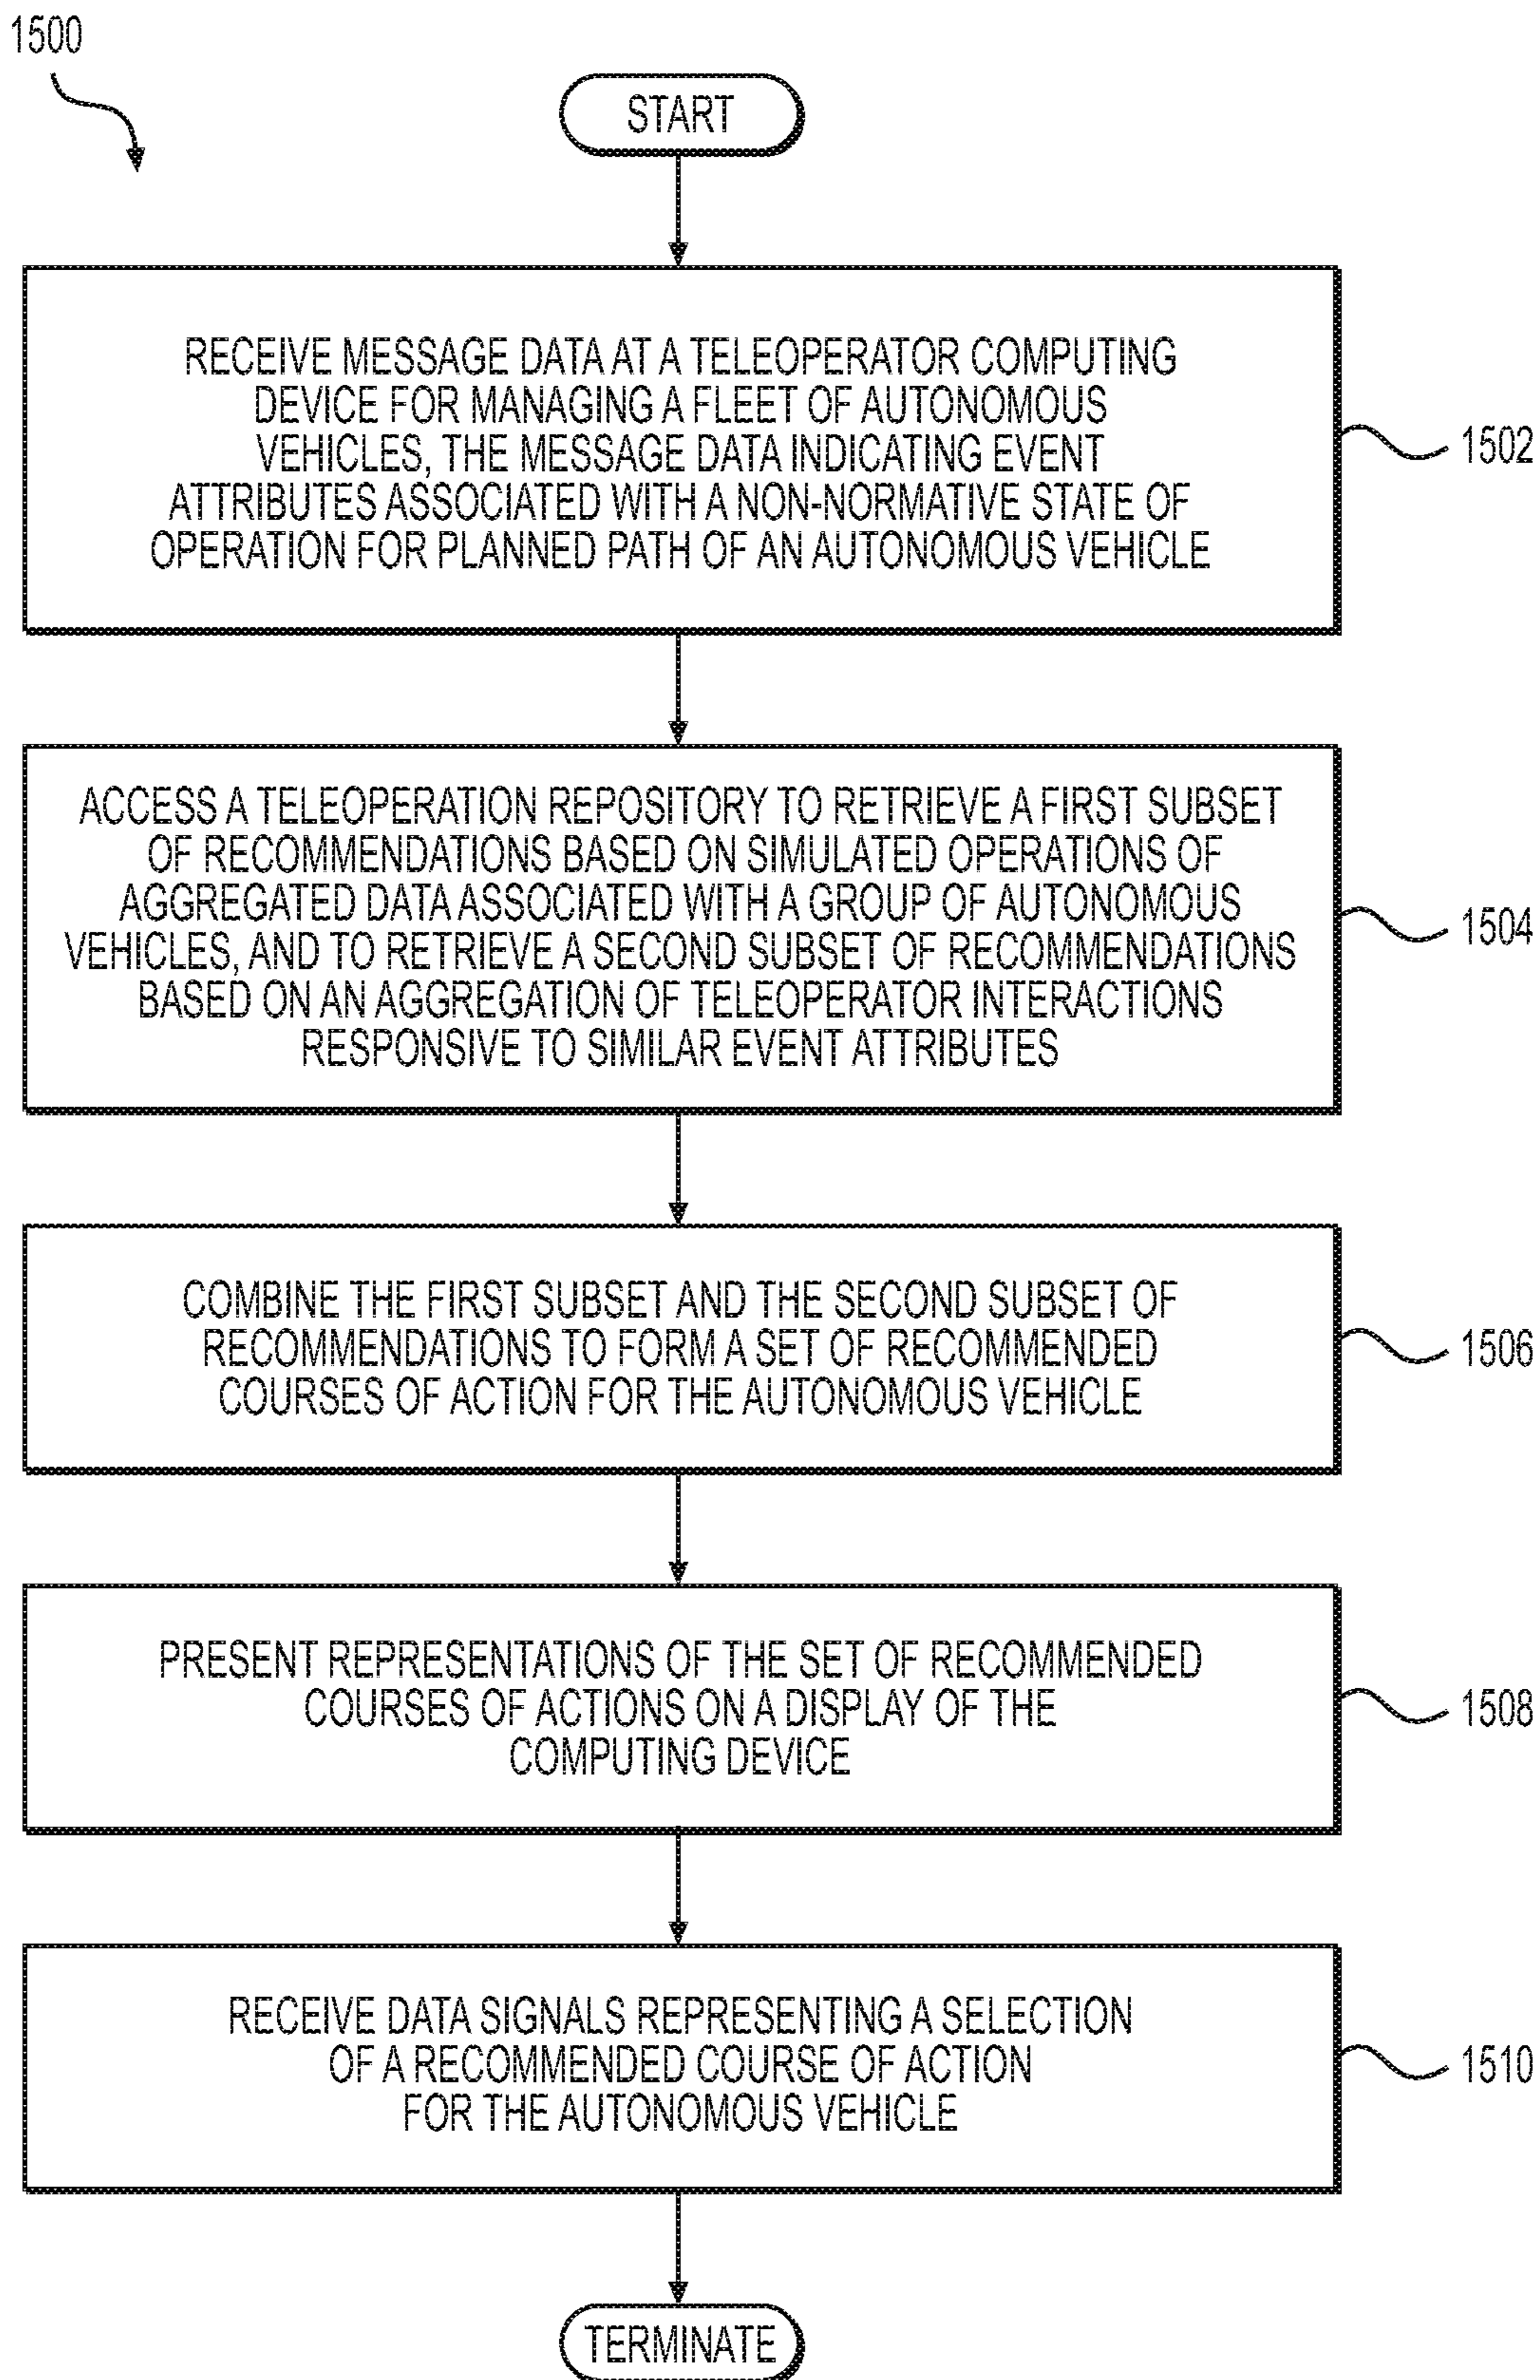 1500
START
RECEIVE MESSAGE DATA AT A TELEOPERATOR COMPUTING
DEVICE FOR MANAGING A FLEET OF AUTONOMOUS
VEHICLES, THE MESSAGE DATA INDICATING EVENT
ATTRIBUTES ASSOCIATED WITH A NON-NORMATIVE STATE OF
OPERATION FOR PLANNED PATH OF AN AUTONOMOUS VEHICLE
1502
ACCESS A TELEOPERATION REPOSITORY TO RETRIEVE A FIRST SUBSET
OF RECOMMENDATIONS BASED ON SIMULATED OPERATIONS OF
AGGREGATED DATA ASSOCIATED WITH A GROUP OF AUTONOMOUS
VEHICLES, AND TO RETRIEVE A SECOND SUBSET OF RECOMMENDATIONS
BASED ON AN AGGREGATION OF TELEOPERATOR INTERACTIONS
RESPONSIVE TO SIMILAR EVENT ATTRIBUTES
1504
COMBINE THE FIRST SUBSET AND THE SECOND SUBSET OF
RECOMMENDATIONS TO FORM A SET OF RECOMMENDED
COURSES OF ACTION FOR THE AUTONOMOUS VEHICLE
1506
PRESENT REPRESENTATIONS OF THE SET OF RECOMMENDED
COURSES OF ACTIONS ON A DISPLAY OF THE
COMPUTING DEVICE
1508
RECEIVE DATA SIGNALS REPRESENTING A SELECTION
OF A RECOMMENDED COURSE OF ACTION
FOR THE AUTONOMOUS VEHICLE
1510
TERMINATE